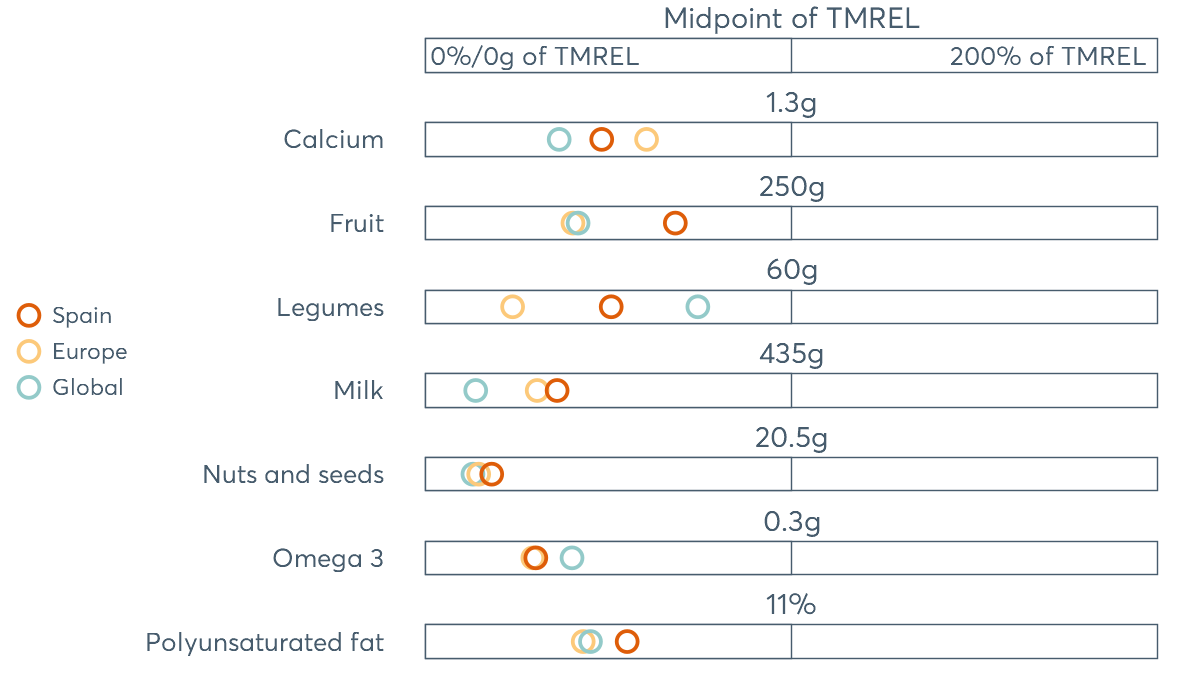 Midpoint of TMREL
0%/0g of TMREL 200% of TMREL
1.3g
Calcium
250g
Fruit
60g
Legumes
Spain
Europe
Global
435g
Milk
20.5g
Nuts and seeds
0.3g
Omega 3
11%
Polyunsaturated fat